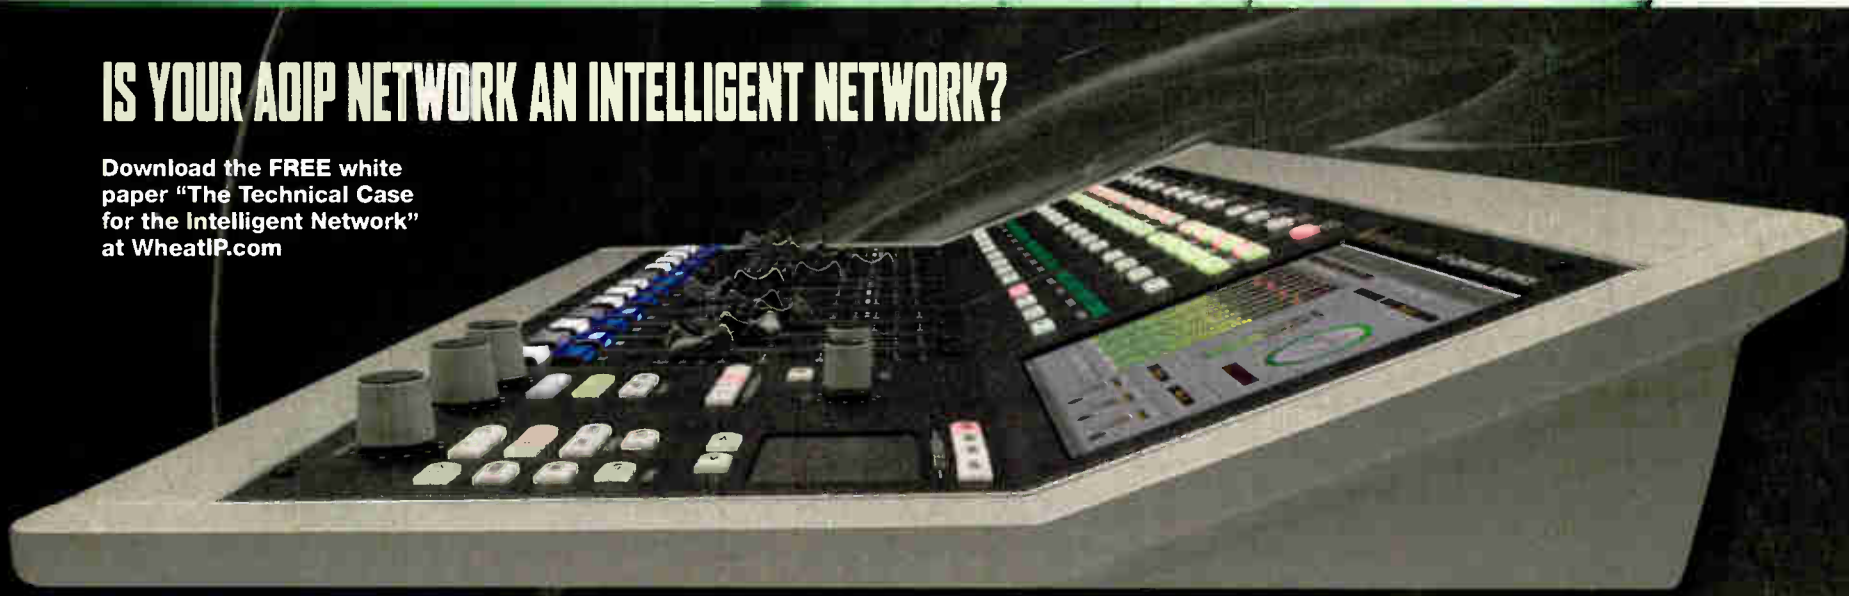 IS YOUR AOIP NETWORK AN INTELLIGENT NETWORK?
Download the FREE white
paper “The Technical Case
for the Intelligent Network”
at WheatIP.com